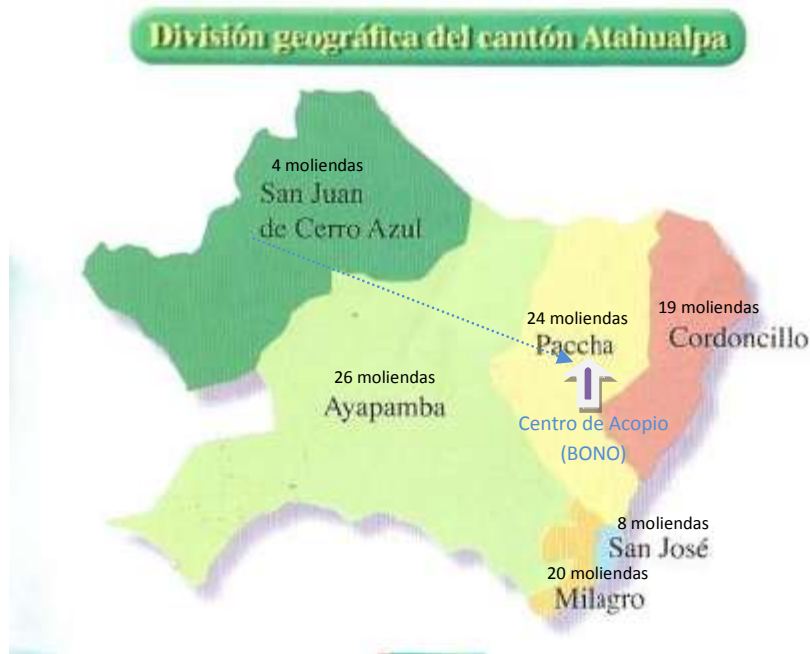 División geográfica del cantón Atahualpa
4 moliendas
San Juan
de Cerro Azul
24 moliendas
Paccha
19 moliendas
Cordoncillo
26 moliendas
Ayapamba
Centro de Acopio
(BONO)
8 moliendas
San José
20 moliendas
Milagro